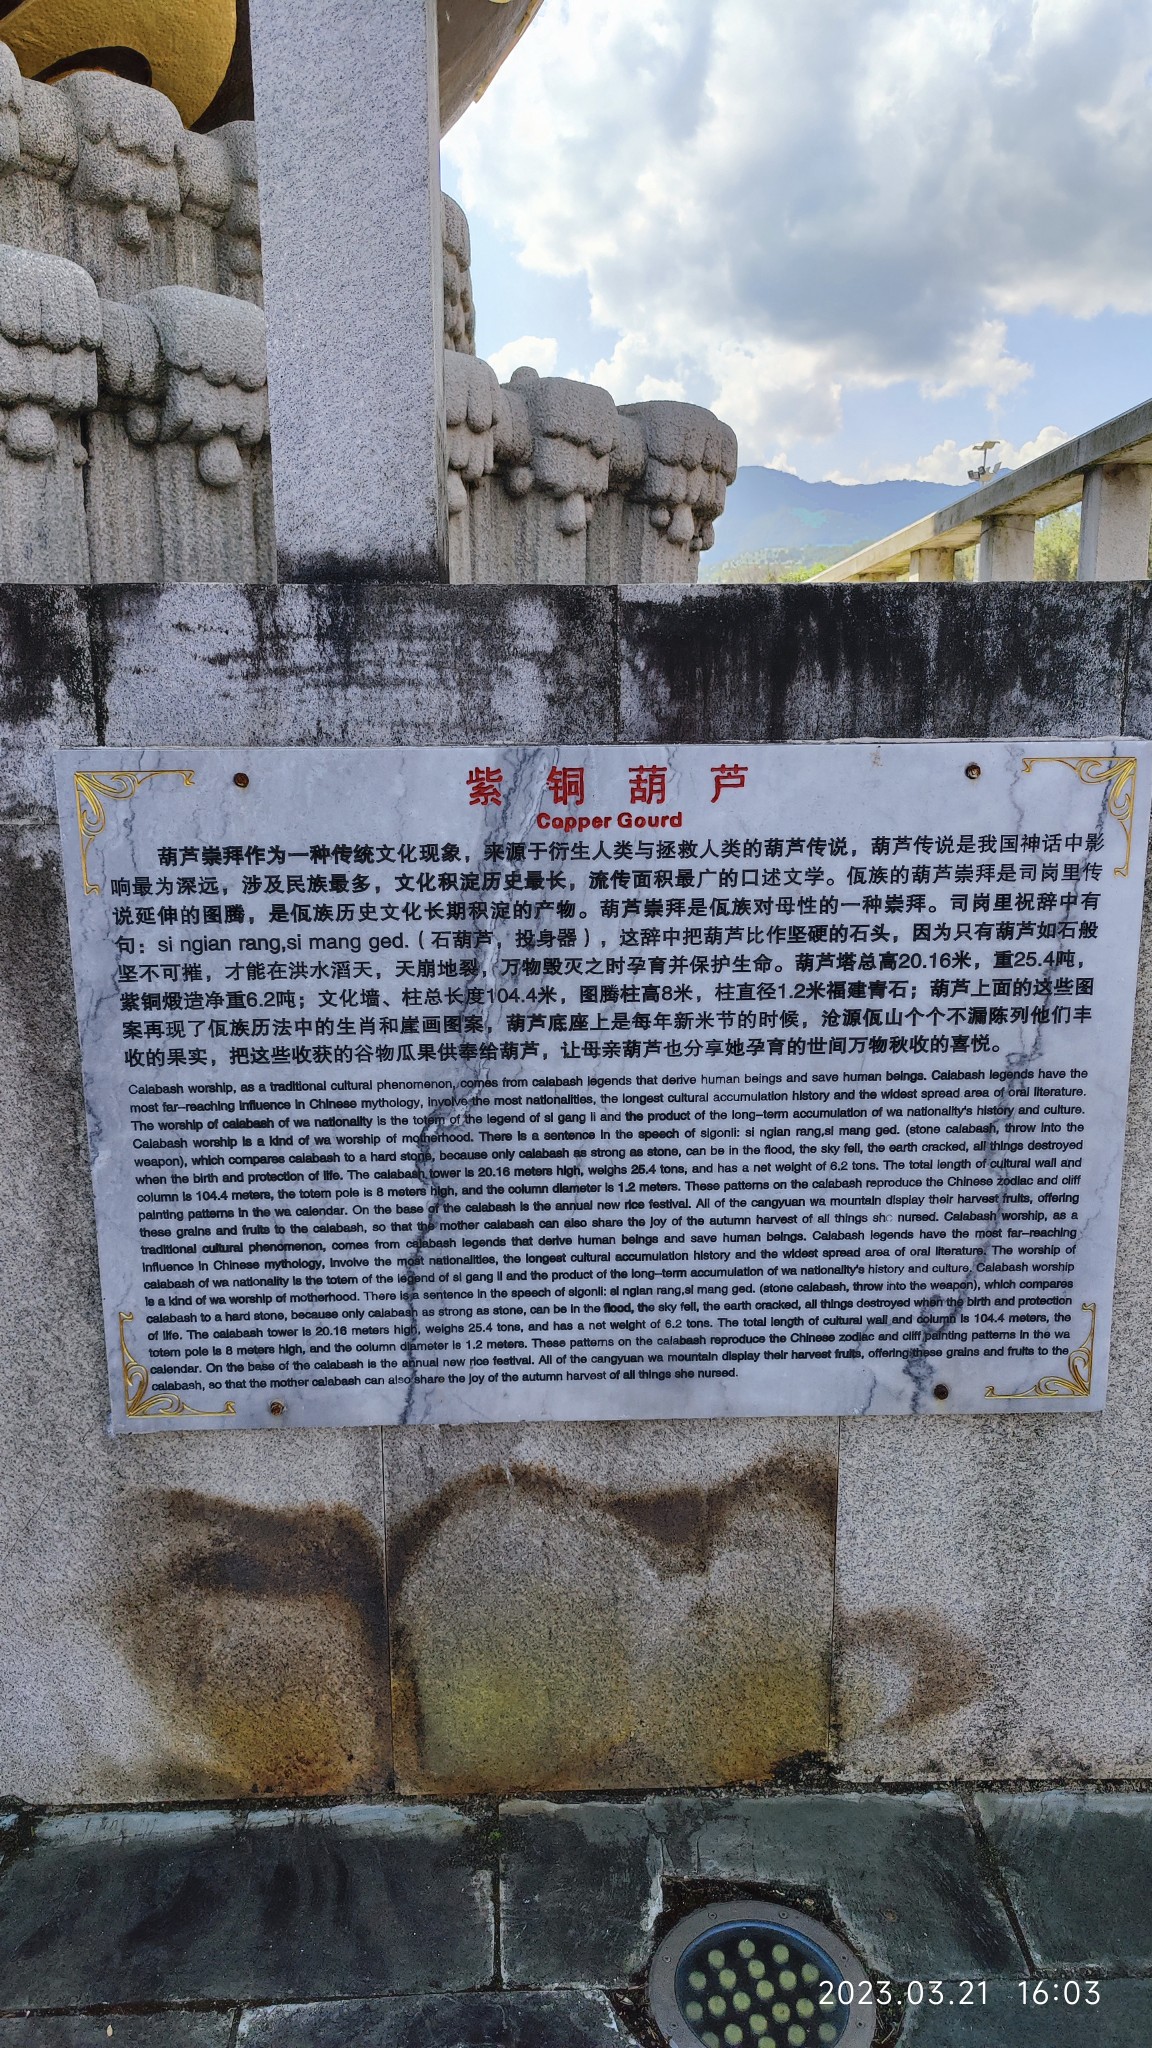 紫铜葫芦
Copper Gourd
葫芦崇拜作为一种传统文化现象，来源于衍生人类与拯救人类的葫芦传说，葫芦传说是我国神话中影
响最为深远，涉及民族最多，文化积淀历史最长，流传面积最广的口述文学。佤族的葫芦崇拜是司岗里传
说延伸的图腾，是佤族历史文化长期积淀的产物。葫芦崇拜是佤族对母性的一种崇拜。司岗里祝辞中有
句：si ngian rang,si mang ged.（石葫芦，投身器），这辞中把葫芦比作坚硬的石头，因为只有葫芦如石般
坚不可摧，才能在洪水滔天，天崩地裂，万物毁灭之时孕育并保护生命。葫芦塔总高20.16米，重25.4吨，
紫铜煅造净重6.2吨；文化墙、柱总长度104.4米，图腾柱高8米，柱直径1.2米福建青石；葫芦上面的这些图
案再现了佤族历法中的生肖和崖画图案，葫芦底座上是每年新米节的时候，沧源佤山个个不漏陈列他们丰
收的果实，把这些收获的谷物瓜果供奉给葫芦，让母亲葫芦也分享她孕育的世间万物秋收的喜悦。
Calabash worship, as a traditional cultural phenomenon, comes from calabash legends that derive human beings and save human beings. Calabash legends have the
most far-reaching influence in Chinese mythology, involve the most nationalities, the longest cultural accumulation history and the widest spread area of oral literature.
The worship of calabash of wa nationality is the totem of the legend of si gang li and the product of the long-term accumulation of wa nationality's history and culture.
Calabash worship is a kind of wa worship of motherhood. There is a sentence in the speech of sigonli: si ngian rang,si mang ged. (stone calabash, throw into the
weapon), which compares calabash to a hard stone, because only calabash as strong as stone, can be in the flood, the sky fell, the earth cracked, all things destroyed
when the birth and protection of life. The calabash tower is 20.16 meters high, weighs 25.4 tons, and has a net weight of 6.2 tons. The total length of cultural wall and
column is 104.4 meters, the totem pole is 8 meters high, and the column diameter is 1.2 meters. These patterns on the calabash reproduce the Chinese zodiac and cliff
painting patterns in the wa calendar. On the base of the calabash is the annual new rice festival. All of the cangyuan wa mountain display their harvest fruits, offering
these grains and fruits to the calabash, so that the mother calabash can also share the joy of the autumn harvest of all things she nursed. Calabash worship, as a
traditional cultural phenomenon, comes from calabash legends that derive human beings and save human beings. Calabash legends have the most far-reaching
influence in Chinese mythology, involve the most nationalities, the longest cultural accumulation history and the widest spread area of oral literature. The worship of
calabash of wa nationality is the totem of the legend of si gang li and the product of the long-term accumulation of wa nationality's history and culture. Calabash worship
is a kind of wa worship of motherhood. There is a sentence in the speech of sigonli: si ngian rang,si mang ged. (stone calabash, throw into the weapon), which compares
calabash to a hard stone, because only calabash as strong as stone, can be in the flood, the sky fell, the earth cracked, all things destroyed when the birth and protection
of life. The calabash tower is 20.16 meters high, weighs 25.4 tons, and has a net weight of 6.2 tons. The total length of cultural wall and column is 104.4 meters, the
totem pole is 8 meters high, and the column diameter is 1.2 meters. These patterns on the calabash reproduce the Chinese zodiac and cliff painting patterns in the wa
calendar. On the base of the calabash is the annual new rice festival. All of the cangyuan wa mountain display their harvest fruits, offering these grains and fruits to the
calabash, so that the mother calabash can also share the joy of the autumn harvest of all things she nursed.
2023.03.21 16:03